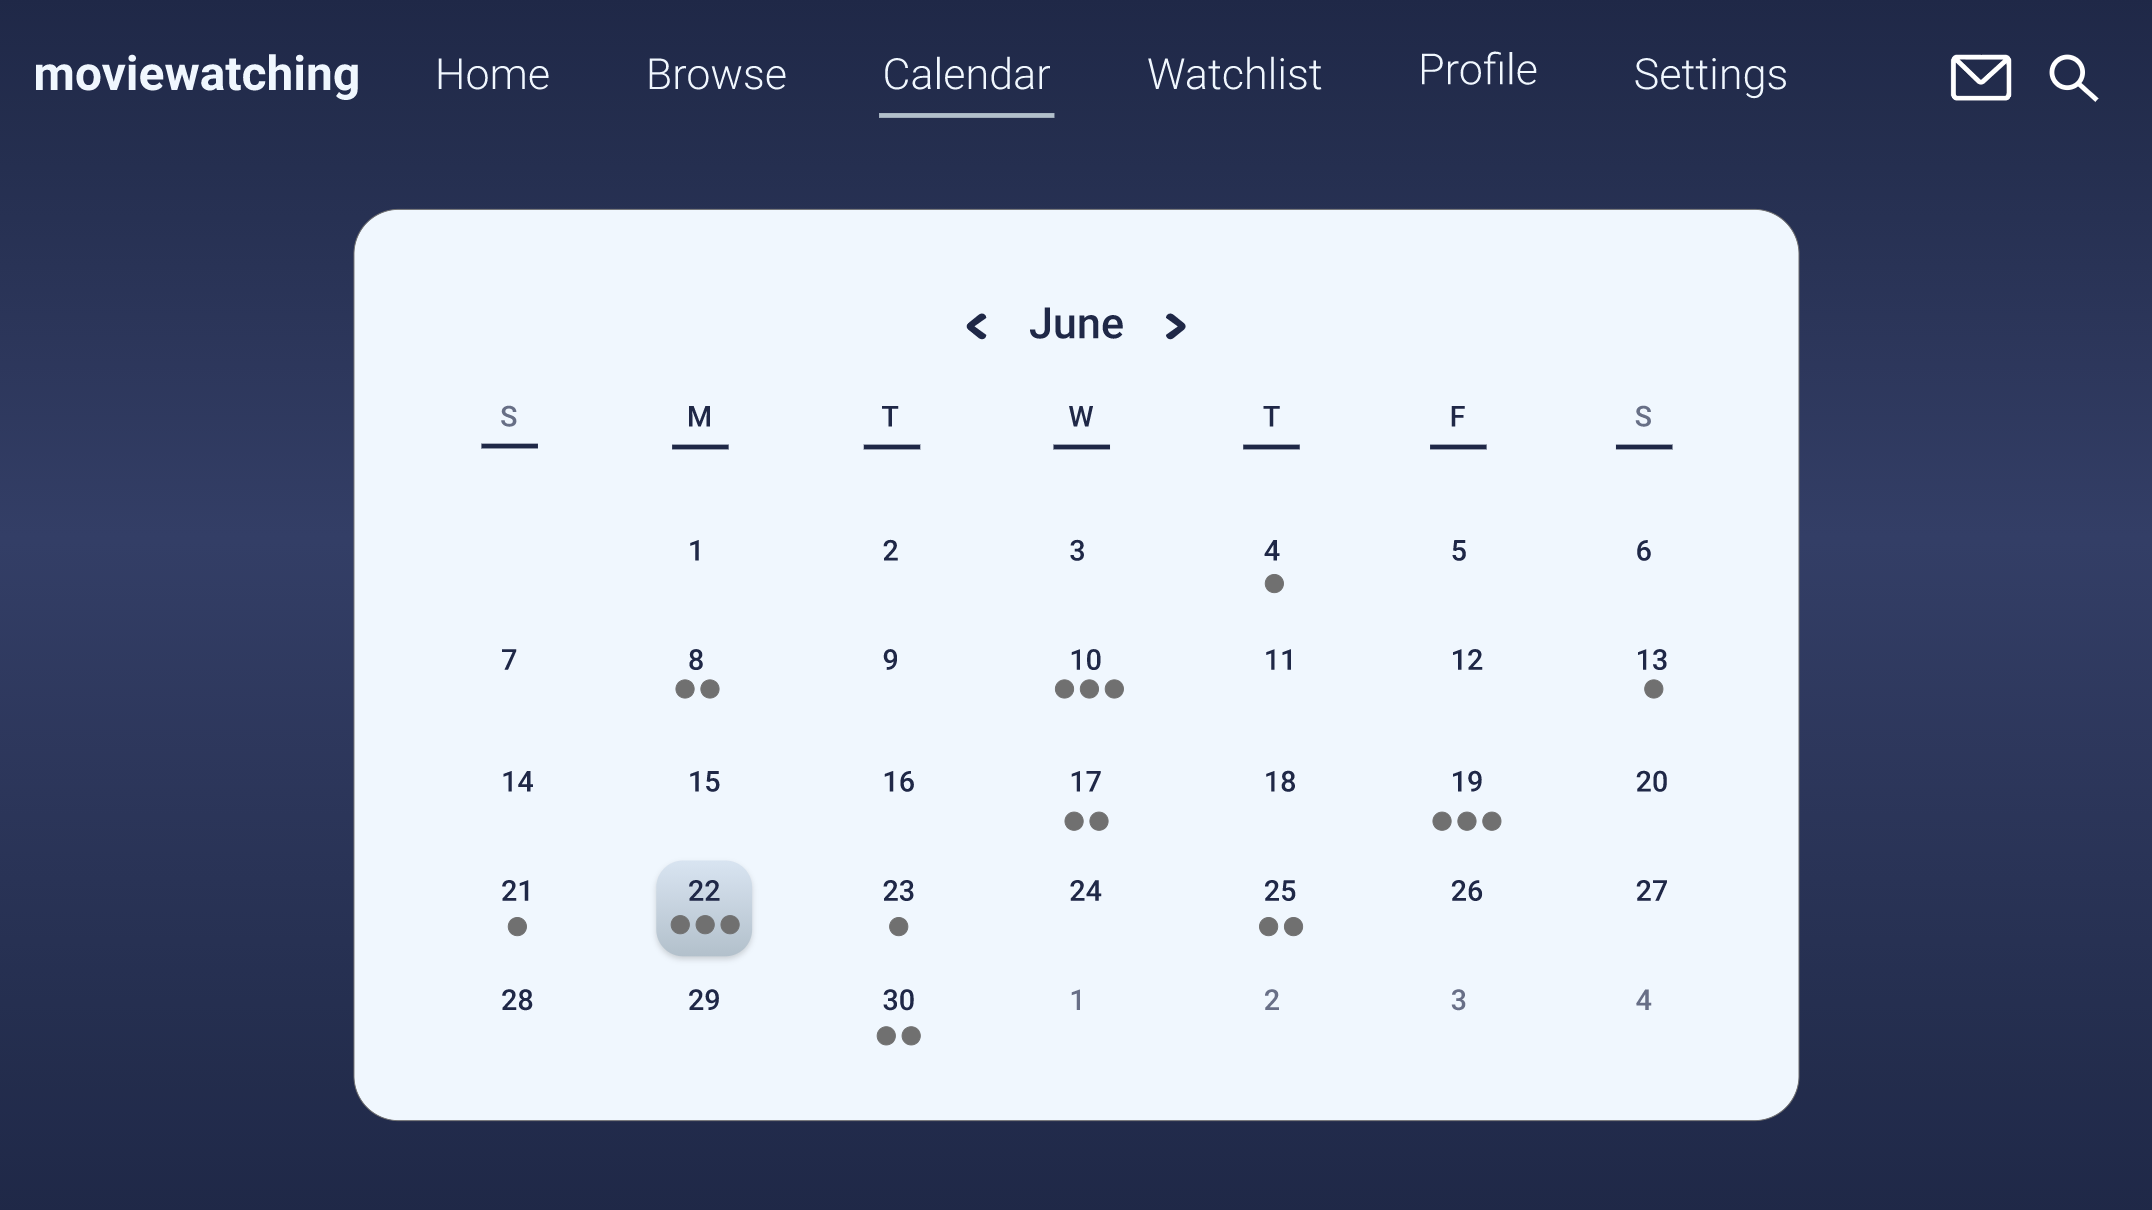 moviewatching Home Browse Calendar Watchlist Profile Settings
June
S M T W T F S
1 2 3 4 5 6
7 8 9 10 11 12 13
14 15 16 17 18 19 20
21 22 23 24 25 26 27
28 29 30 1 2 3 4